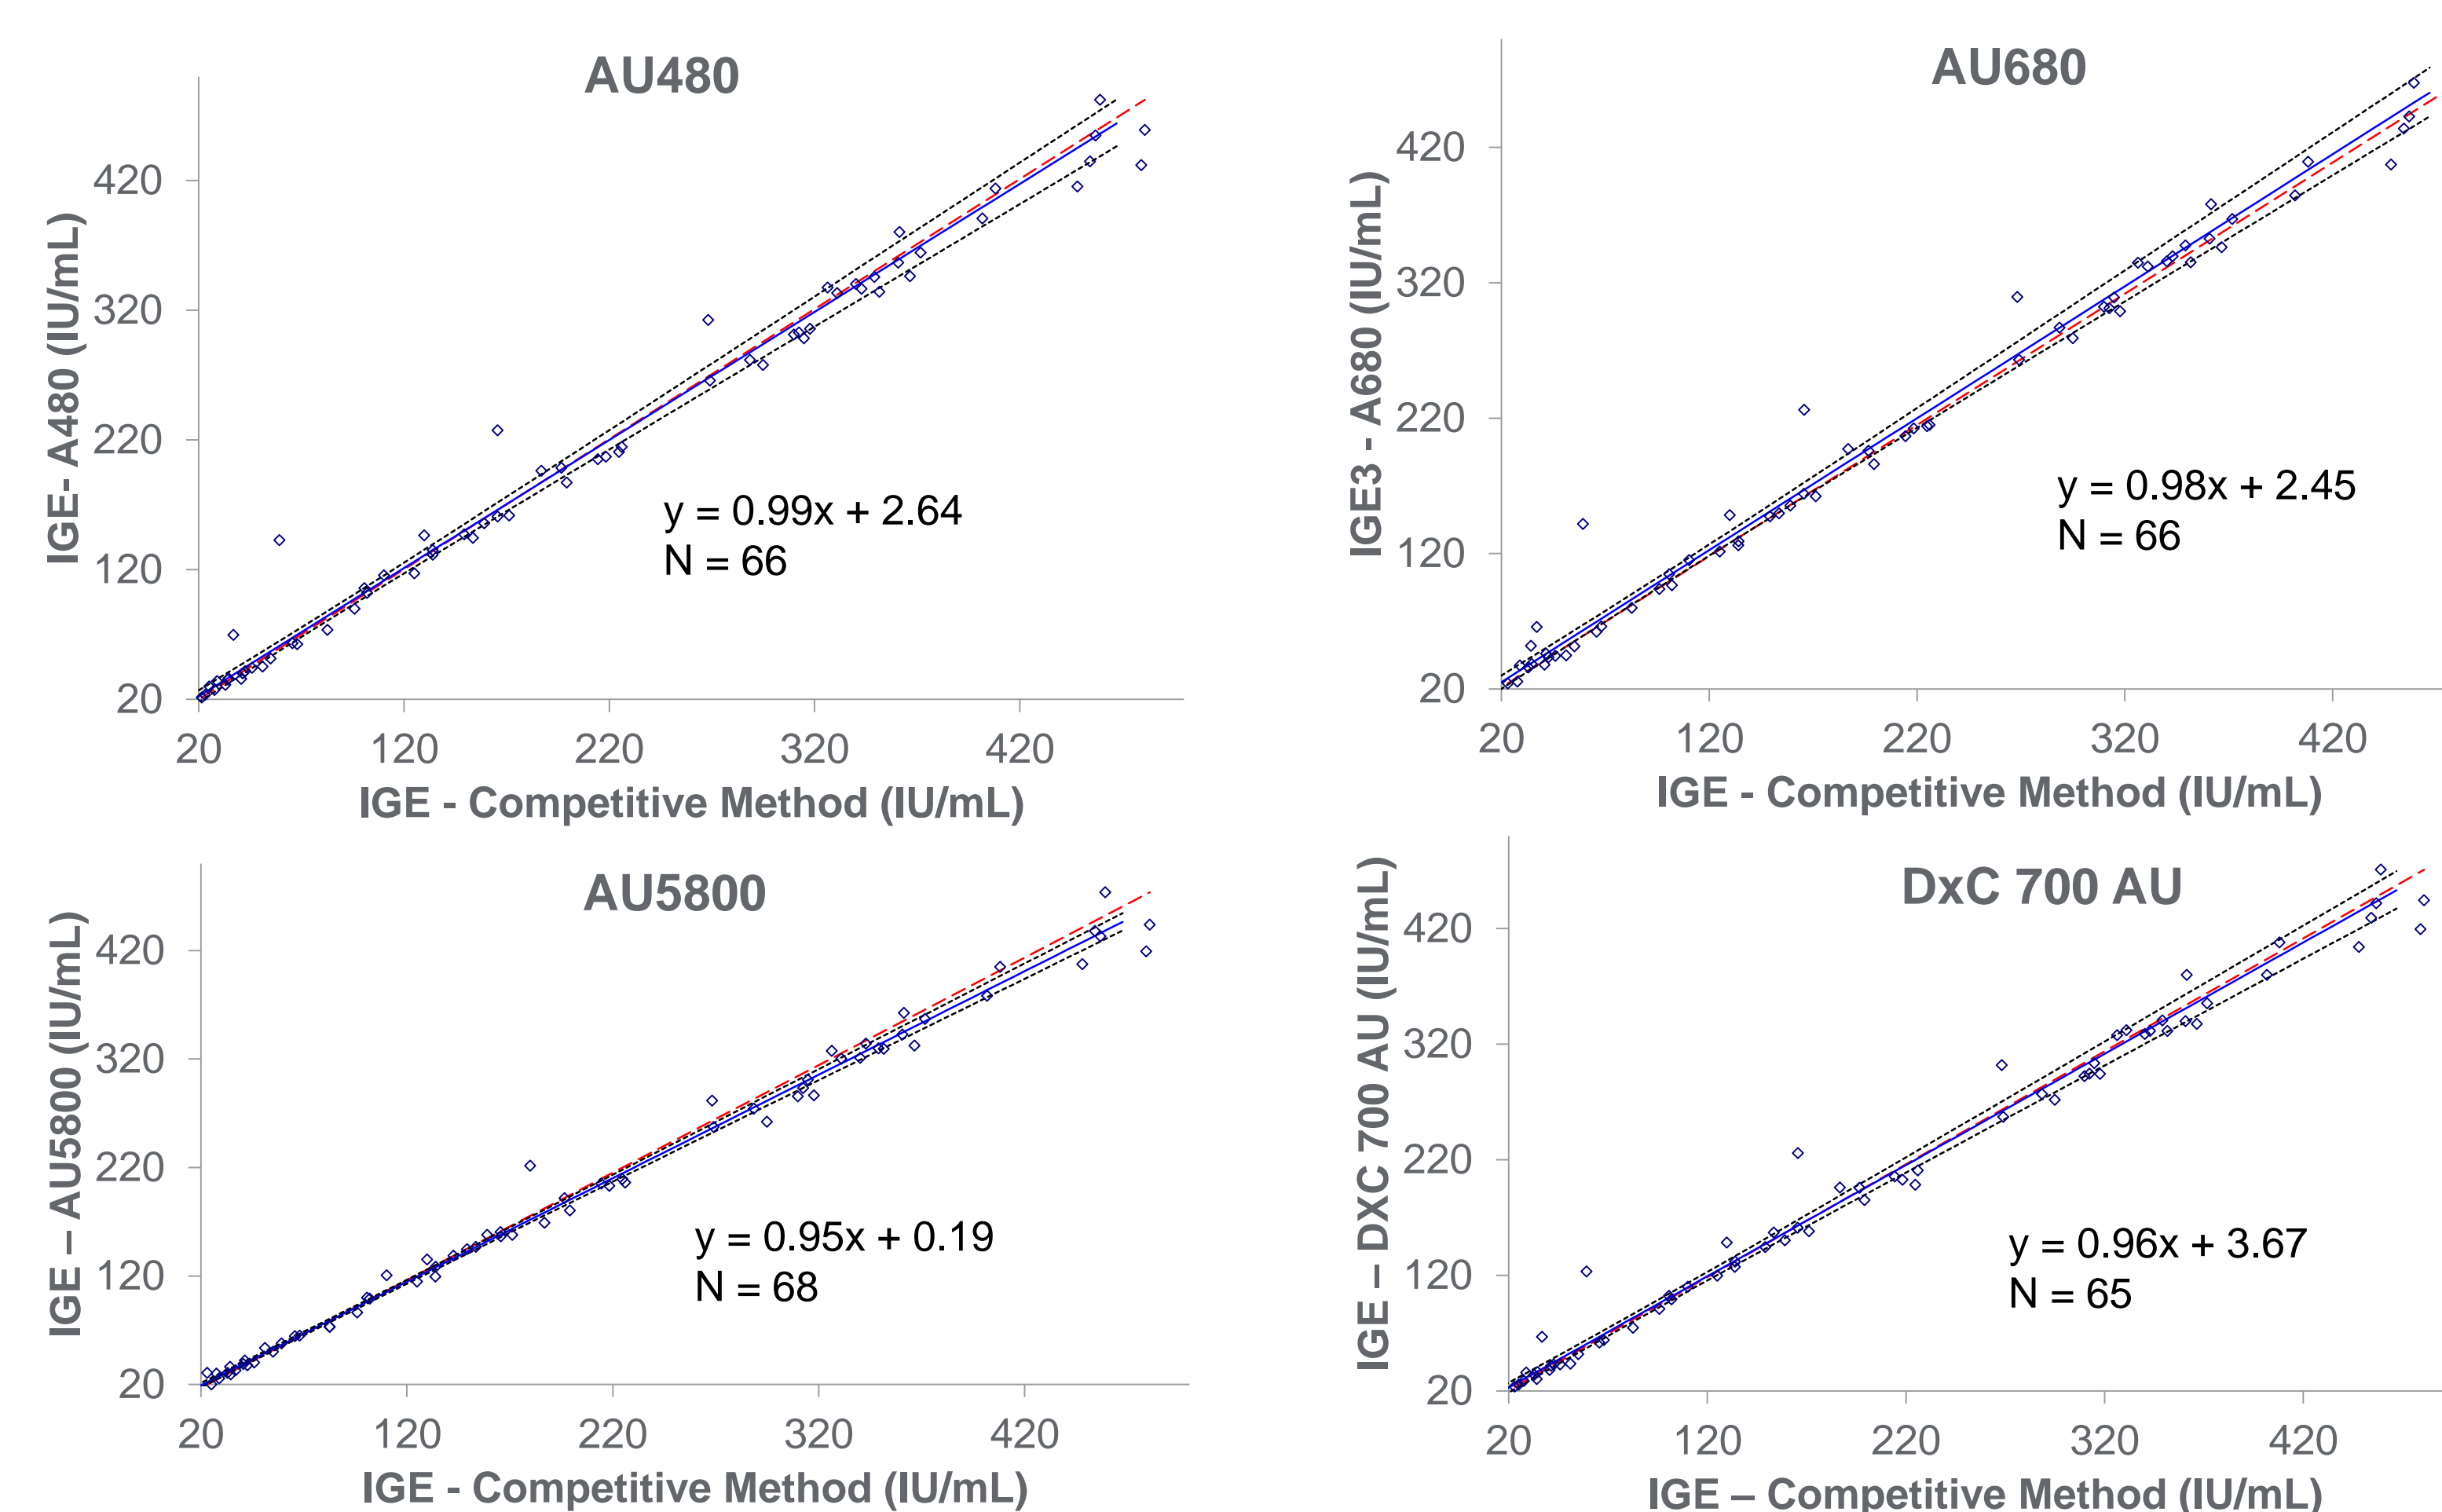 AU480
IGE- A480 (IU/mL)
420
320
220
120
20
y = 0.99x + 2.64
N = 66
20 120 220 320 420
IGE - Competitive Method (IU/mL)
AU680
IGE3 - A680 (IU/mL)
420
320
220
120
20
y = 0.98x + 2.45
N = 66
20 120 220 320 420
IGE - Competitive Method (IU/mL)
AU5800
IGE – AU5800 (IU/mL)
420
320
220
120
20
y = 0.95x + 0.19
N = 68
20 120 220 320 420
IGE - Competitive Method (IU/mL)
DxC 700 AU
IGE – DXC 700 AU (IU/mL)
420
320
220
120
20
y = 0.96x + 3.67
N = 65
20 120 220 320 420
IGE – Competitive Method (IU/mL)